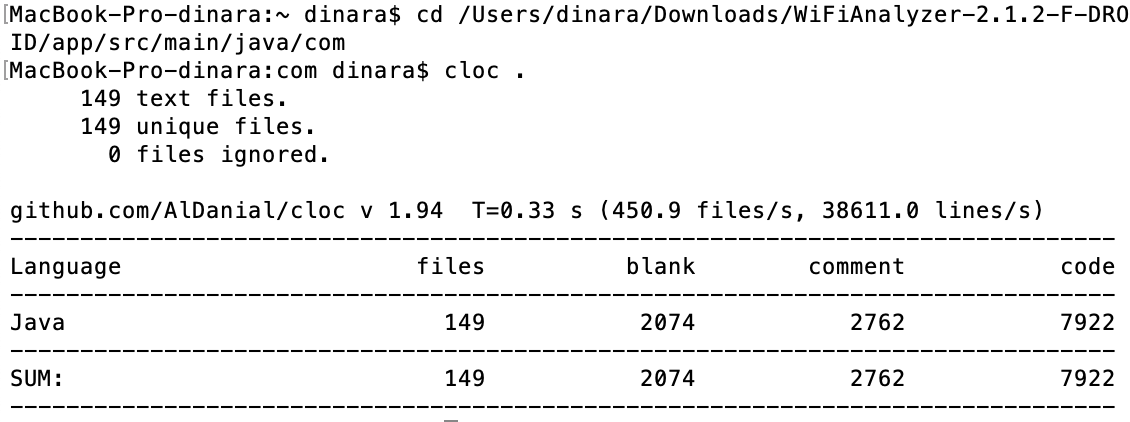 [MacBook-Pro-dinara:~ dinara$ cd /Users/dinara/Downloads/WiFiAnalyzer-2.1.2-F-DRO
ID/app/src/main/java/com
[MacBook-Pro-dinara:com dinara$ cloc .
     149 text files.
     149 unique files.
       0 files ignored.

github.com/AlDanial/cloc v 1.94  T=0.33 s (450.9 files/s, 38611.0 lines/s)
-------------------------------------------------------------------------------
Language                     files          blank        comment           code
-------------------------------------------------------------------------------
Java                           149           2074           2762           7922
-------------------------------------------------------------------------------
SUM:                           149           2074           2762           7922
-------------------------------------------------------------------------------